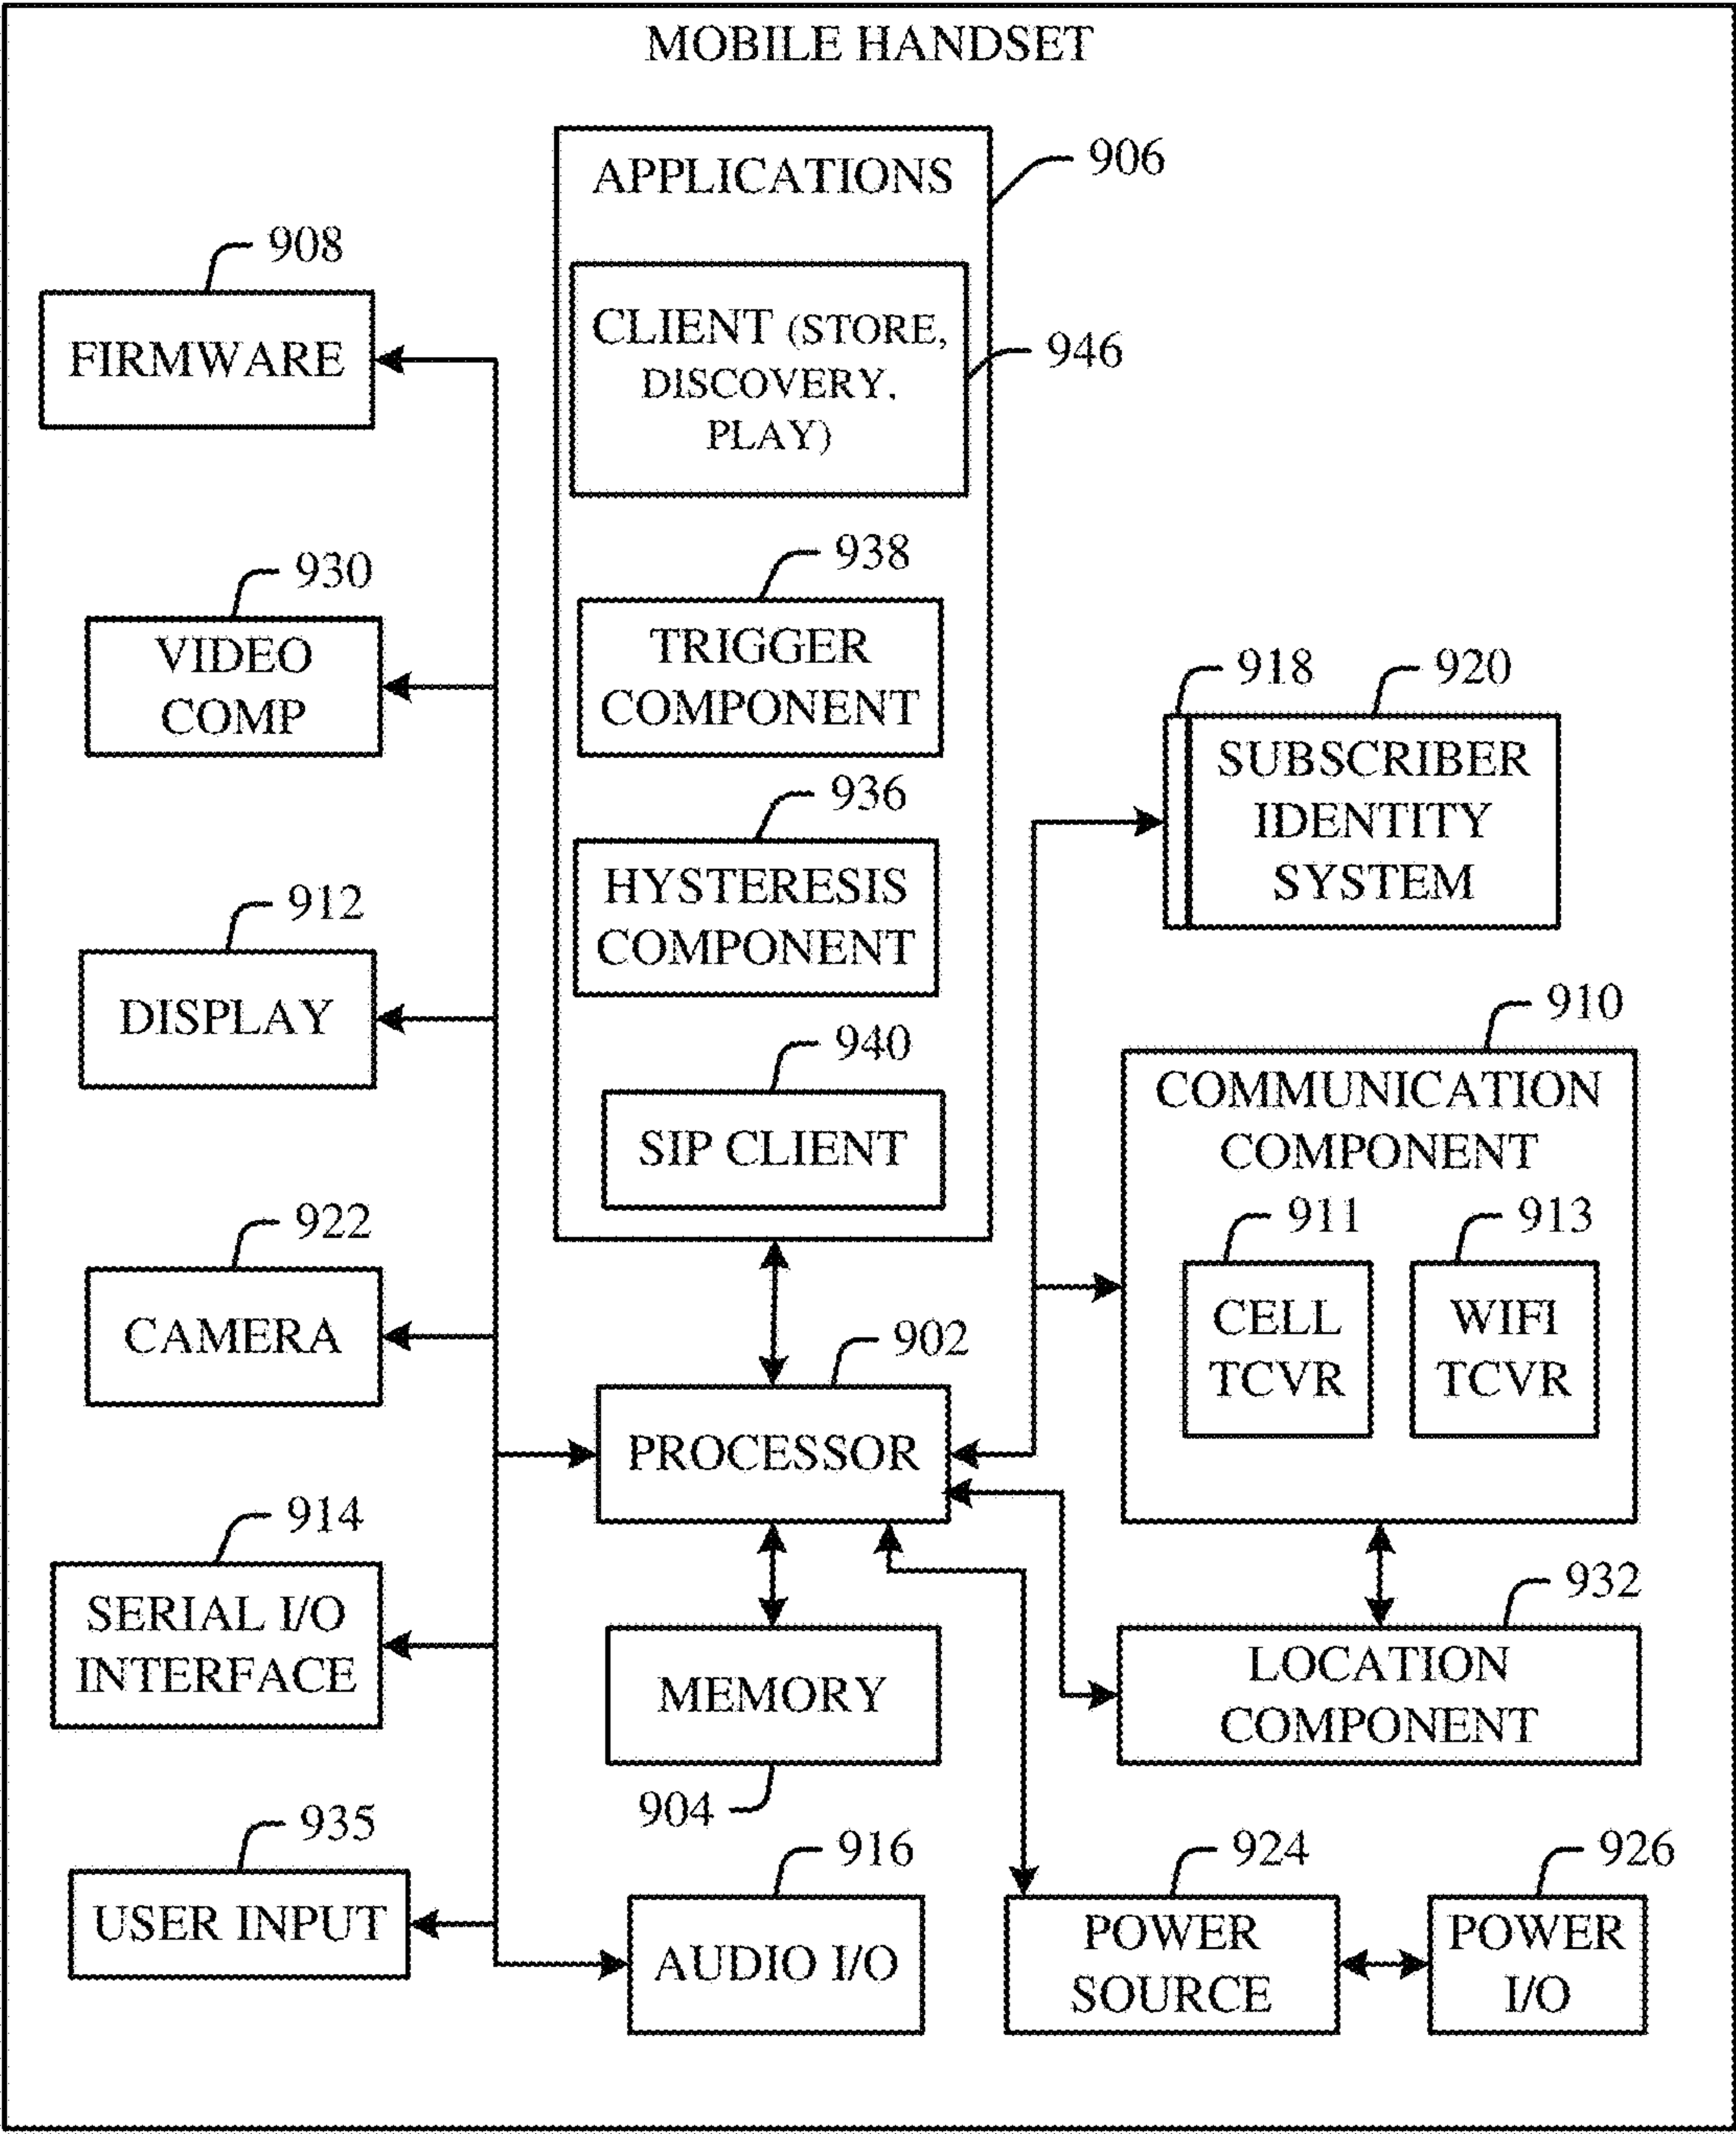 MOBILE HANDSET
APPLICATIONS
906
CLIENT (STORE,
DISCOVERY,
PLAY)
946
938
TRIGGER
COMPONENT
936
HYSTERESIS
COMPONENT
940
SIP CLIENT
908
FIRMWARE
930
VIDEO
COMP
912
DISPLAY
922
CAMERA
914
SERIAL I/O
INTERFACE
935
USER INPUT
902
PROCESSOR
MEMORY
904
916
AUDIO I/O
918
920
SUBSCRIBER
IDENTITY
SYSTEM
910
COMMUNICATION
COMPONENT
911
CELL
TCVR
913
WIFI
TCVR
932
LOCATION
COMPONENT
924
POWER
SOURCE
926
POWER
I/O